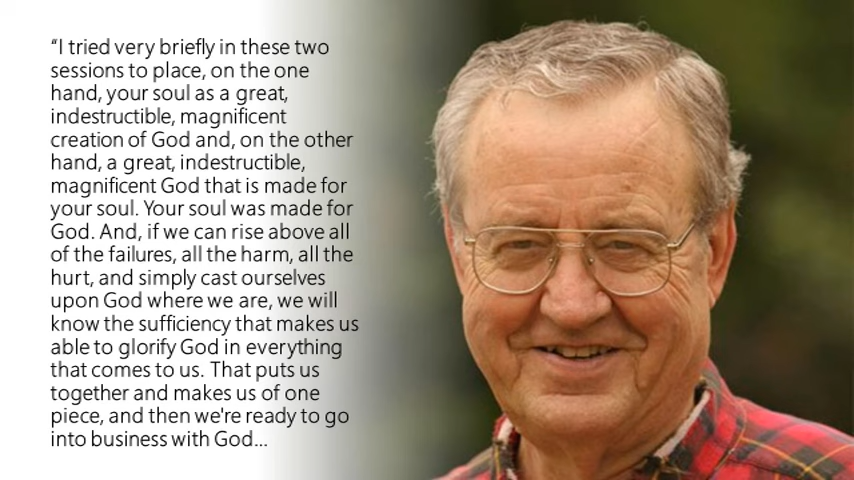 “I tried very briefly in these two
sessions to place, on the one
hand, your soul as a great,
indestructible, magnificent
creation of God and, on the other
hand, a great, indestructible,
magnificent God that is made for
your soul. Your soul was made for
God. And, if we can rise above all
of the failures, all the harm, all the
hurt, and simply cast ourselves
upon God where we are, we will
know the sufficiency that makes us
able to glorify God in everything
that comes to us. That puts us
together and makes us of one
piece, and then we're ready to go
into business with God...